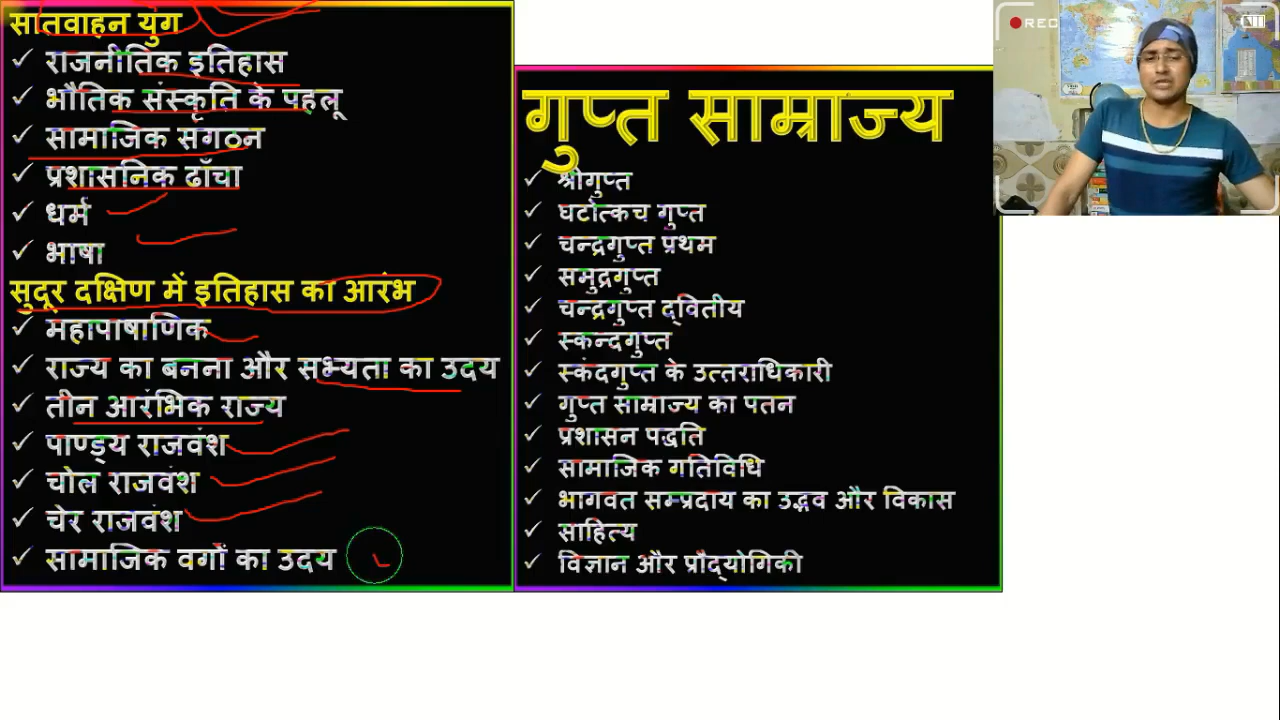 सातवाहन युग
राजनीतिक इतिहास
भौतिक संस्कृति के पहलू
सामाजिक संगठन
प्रशासनिक ढाँचा
धर्म
भाषा
सुदूर दक्षिण में इतिहास का आरंभ
महापाषाणिक
राज्य का बनना और सभ्यता का उदय
तीन आरंभिक राज्य
पाण्ड्य राजवंश
चोल राजवंश
चेर राजवंश
सामाजिक वर्गों का उदय
गुप्त साम्राज्य
श्रीगुप्त
घटोत्कच गुप्त
चन्द्रगुप्त प्रथम
समुद्रगुप्त
चन्द्रगुप्त द्वितीय
स्कन्दगुप्त
स्कंदगुप्त के उत्तराधिकारी
गुप्त साम्राज्य का पतन
प्रशासन पद्धति
सामाजिक गतिविधि
भागवत सम्प्रदाय का उद्भव और विकास
साहित्य
विज्ञान और प्रौद्योगिकी
REC